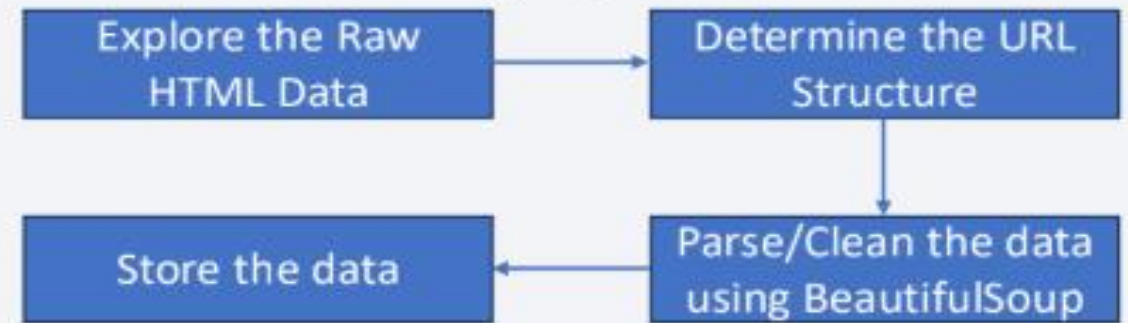 Explore the Raw
HTML Data
Determine the URL
Structure
Parse/Clean the data
using BeautifulSoup
Store the data